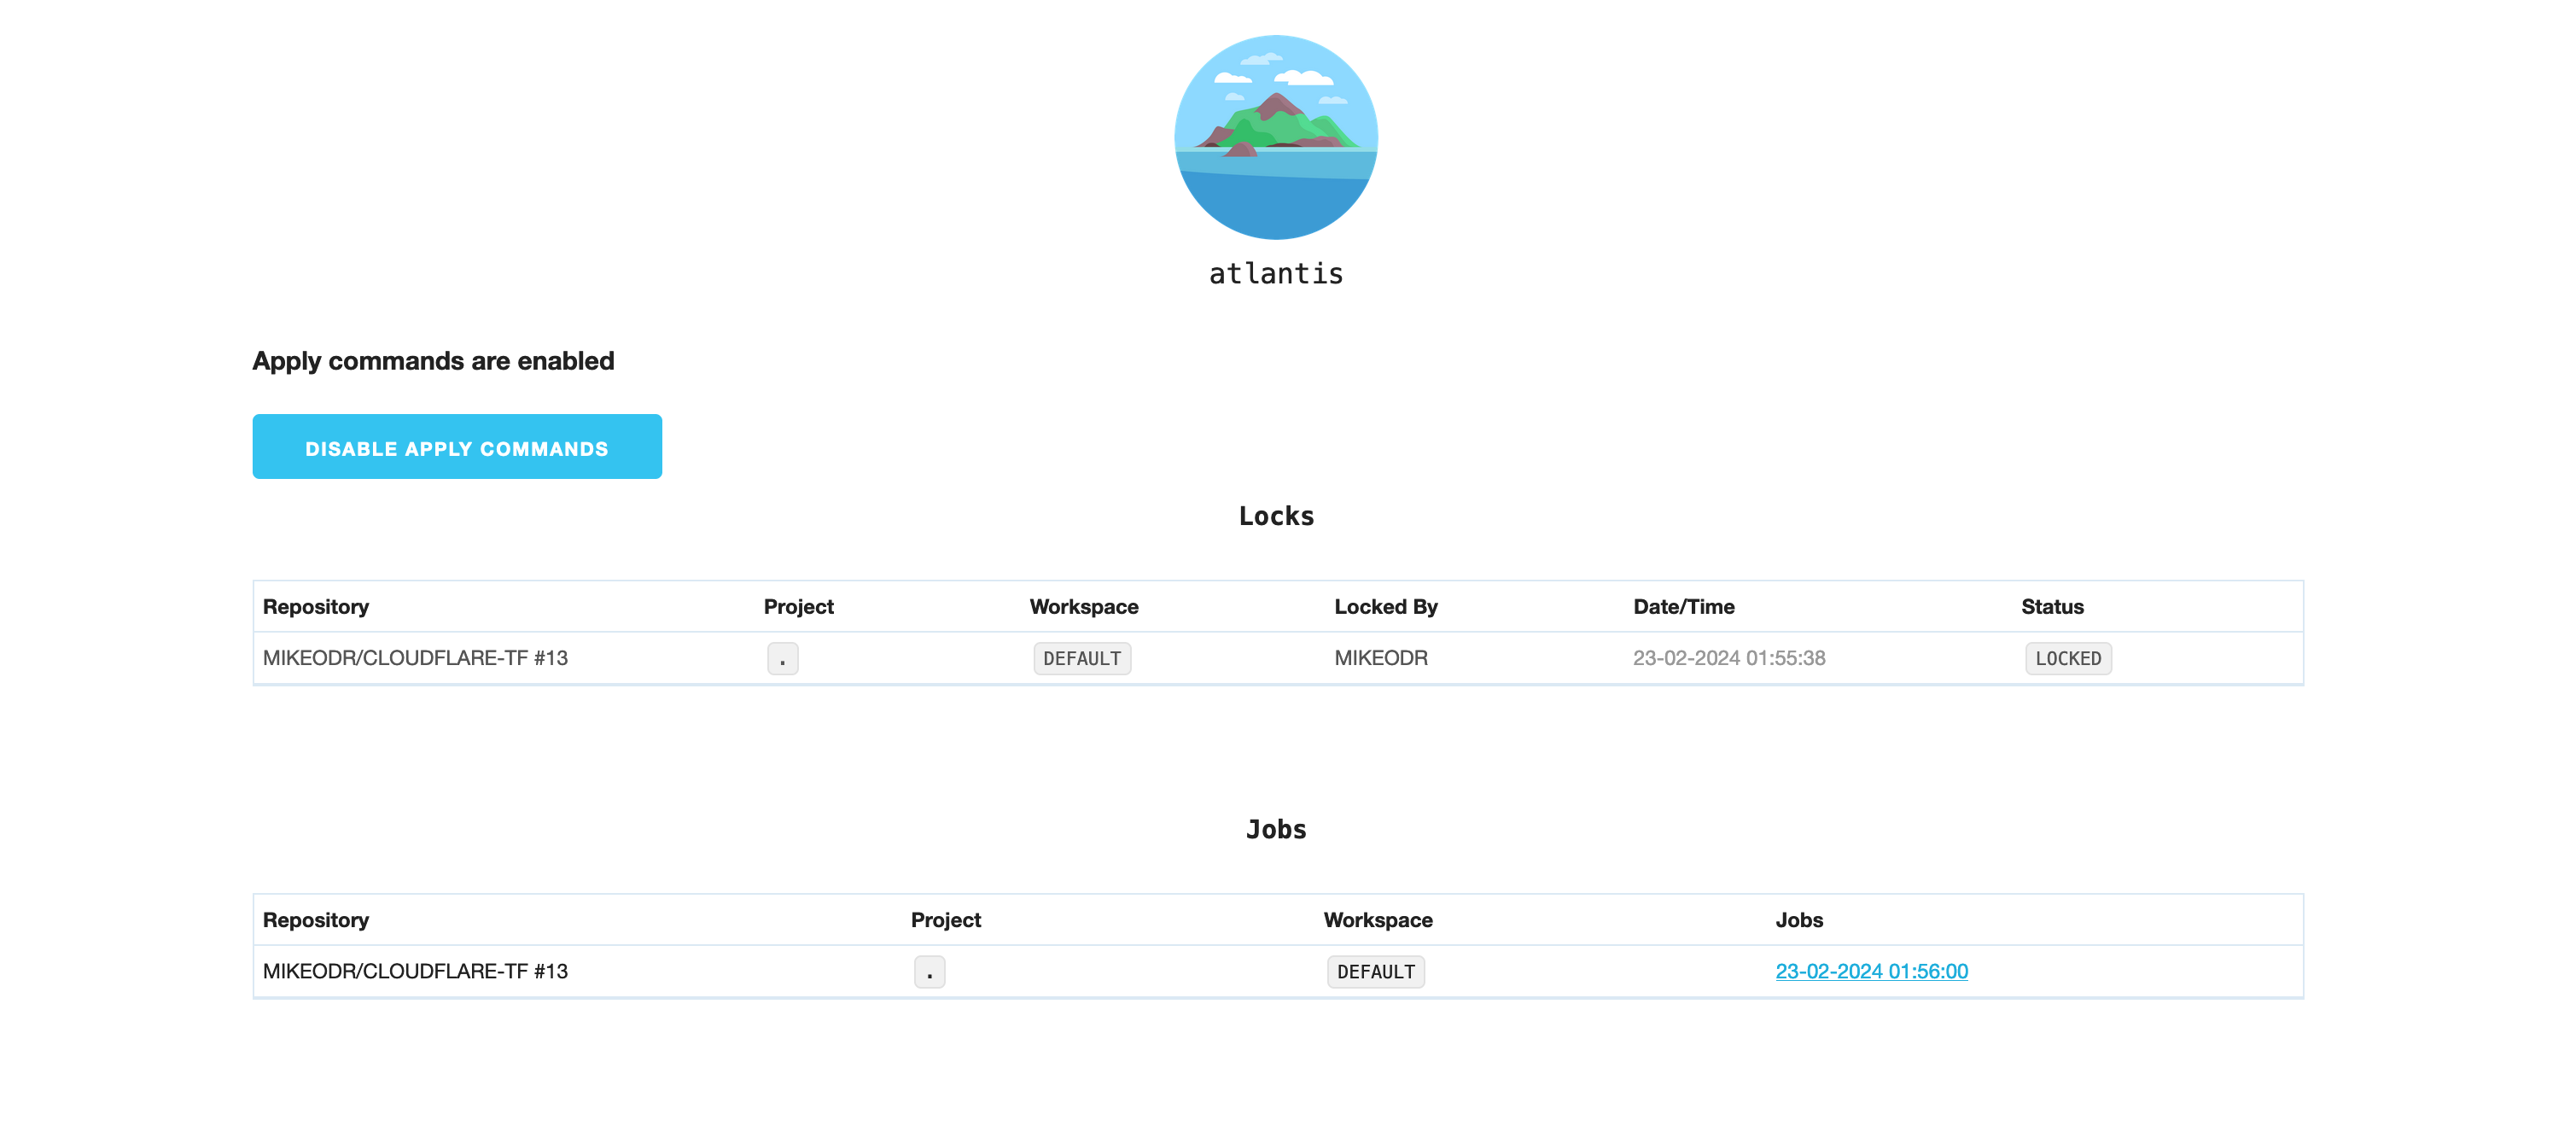 atlantis
Apply commands are enabled
DISABLE APPLY COMMANDS
Locks
Repository Project Workspace Locked By Date/Time Status
MIKEODR/CLOUDFLARE-TF #13 . DEFAULT MIKEODR 23-02-2024 01:55:38 LOCKED
Jobs
Repository Project Workspace Jobs
MIKEODR/CLOUDFLARE-TF #13 . DEFAULT 23-02-2024 01:56:00